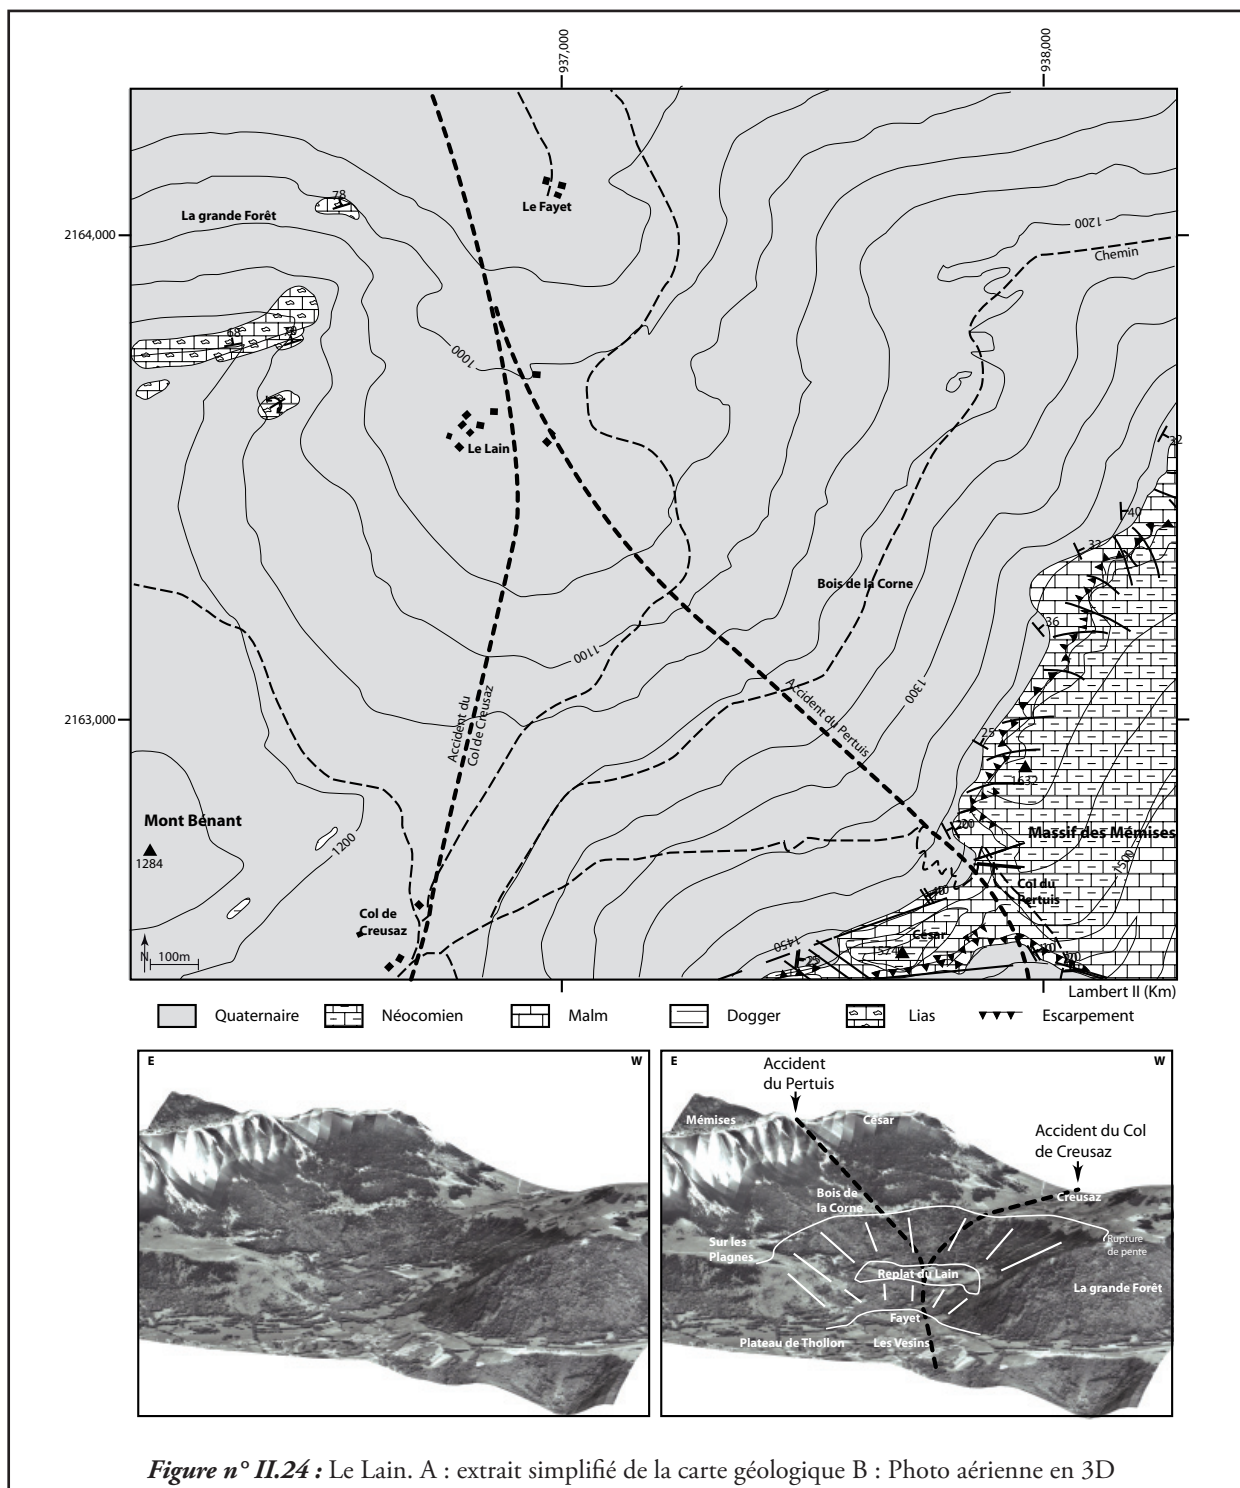 937,000
938,000
78
La grande Forêt
Le Fayet
2164,000
1200
Chemin
68
1000
Le Lain
32
40
32
Bois de la Corne
36
1100
1300
Accident du
Col de Creusaz
Accident du Pertuis
2163,000
25
1632
Mont Bénant
1284
1200
20
Massif des Mémises
1500
Col du
Pertuis
40
Col de
Creusaz
César
1574
1450
25
10
N
100m
Lambert II (Km)
Quaternaire
Néocomien
Malm
Dogger
Lias
Escarpement
E
W
E
W
Accident
du Pertuis
Mémises
César
Accident du Col
de Creusaz
Bois de
la Corne
Creusaz
Sur les
Plagnes
Rupture
de pente
Replat du Lain
La grande Forêt
Fayet
Plateau de Thollon
Les Vesins
Figure n° II.24 : Le Lain. A : extrait simplifié de la carte géologique B : Photo aérienne en 3D